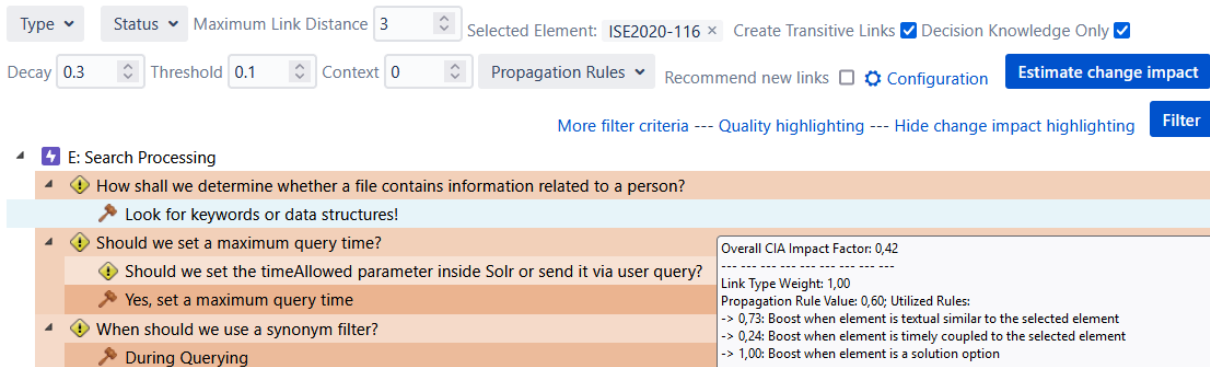 Type Status Maximum Link Distance 3 Selected Element: ISE2020-116 × Create Transitive Links Decision Knowledge Only
Decay 0.3 Threshold 0.1 Context 0 Propagation Rules Recommend new links Configuration Estimate change impact
More filter criteria --- Quality highlighting --- Hide change impact highlighting Filter
E: Search Processing
How shall we determine whether a file contains information related to a person?
Look for keywords or data structures!
Should we set a maximum query time?
Should we set the timeAllowed parameter inside Solr or send it via user query?
Yes, set a maximum query time
When should we use a synonym filter?
During Querying
Overall CIA Impact Factor: 0,42
--- --- --- --- --- --- --- --- ---
Link Type Weight: 1,00
Propagation Rule Value: 0,60; Utilized Rules:
-> 0,73: Boost when element is textual similar to the selected element
-> 0,24: Boost when element is timely coupled to the selected element
-> 1,00: Boost when element is a solution option